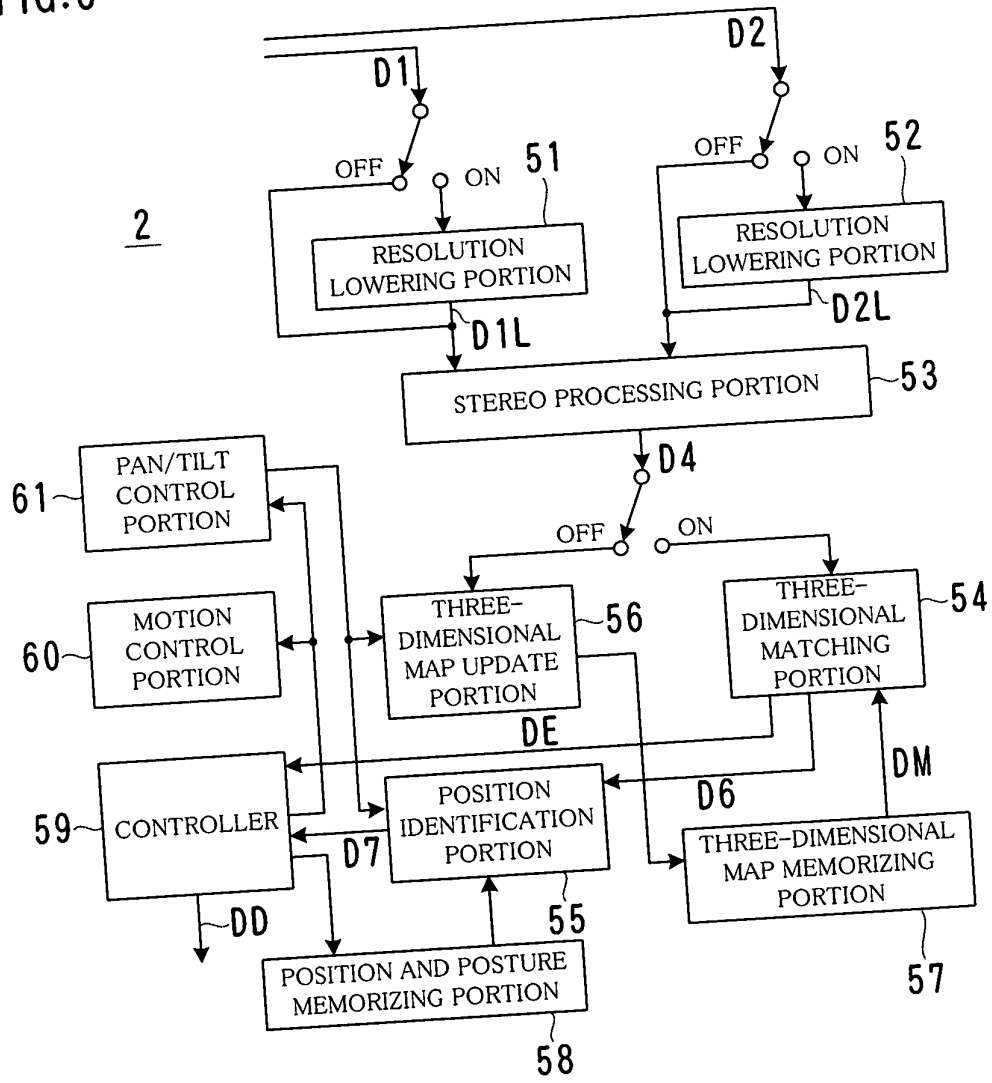 D1
D2
OFF
ON
51
OFF
ON
52
2
RESOLUTION
LOWERING PORTION
RESOLUTION
LOWERING PORTION
D1L
D2L
STEREO PROCESSING PORTION
53
D4
PAN/TILT
CONTROL
PORTION
61
OFF
ON
THREE-
DIMENSIONAL
MAP UPDATE
PORTION
56
THREE-
DIMENSIONAL
MATCHING
PORTION
54
MOTION
CONTROL
PORTION
60
DE
D6
DM
CONTROLLER
59
D7
POSITION
IDENTIFICATION
PORTION
55
THREE-DIMENSIONAL
MAP MEMORIZING
PORTION
57
DD
POSITION AND POSTURE
MEMORIZING PORTION
58